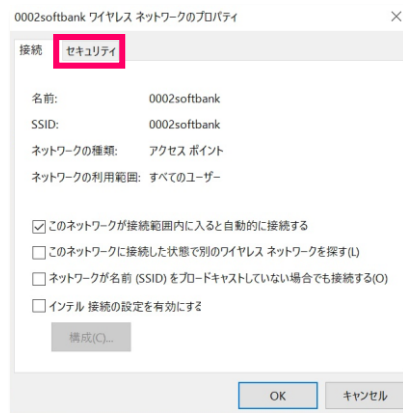 0002softbank ワイヤレス ネットワークのプロパティ
接続 セキュリティ
名前: 0002softbank
SSID: 0002softbank
ネットワークの種類: アクセス ポイント
ネットワークの利用範囲: すべてのユーザー
このネットワークが接続範囲内に入ると自動的に接続する
このネットワークに接続した状態で別のワイヤレス ネットワークを探す(L)
ネットワークが名前 (SSID) をブロードキャストしていない場合でも接続する(O)
インテル 接続の設定を有効にする
構成(C)...
OK キャンセル